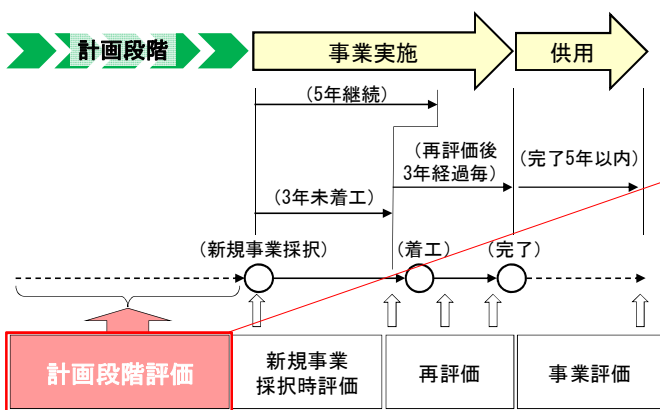 計画段階
事業実施
供用
(5年継続)
(再評価後
3年経過毎)
(完了5年以内)
(3年未着工)
(新規事業採択)
(着工)
(完了)
計画段階評価
新規事業
採択時評価
再評価
事業評価